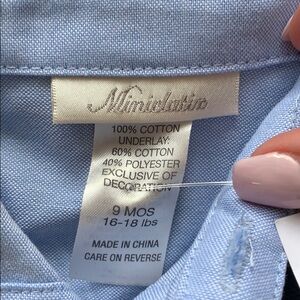 Miniclasix
100% COTTON
UNDERLAY:
60% COTTON
40% POLYESTER
EXCLUSIVE OF
DECORATION
9 MOS
16-18 lbs
MADE IN CHINA
CARE ON REVERSE